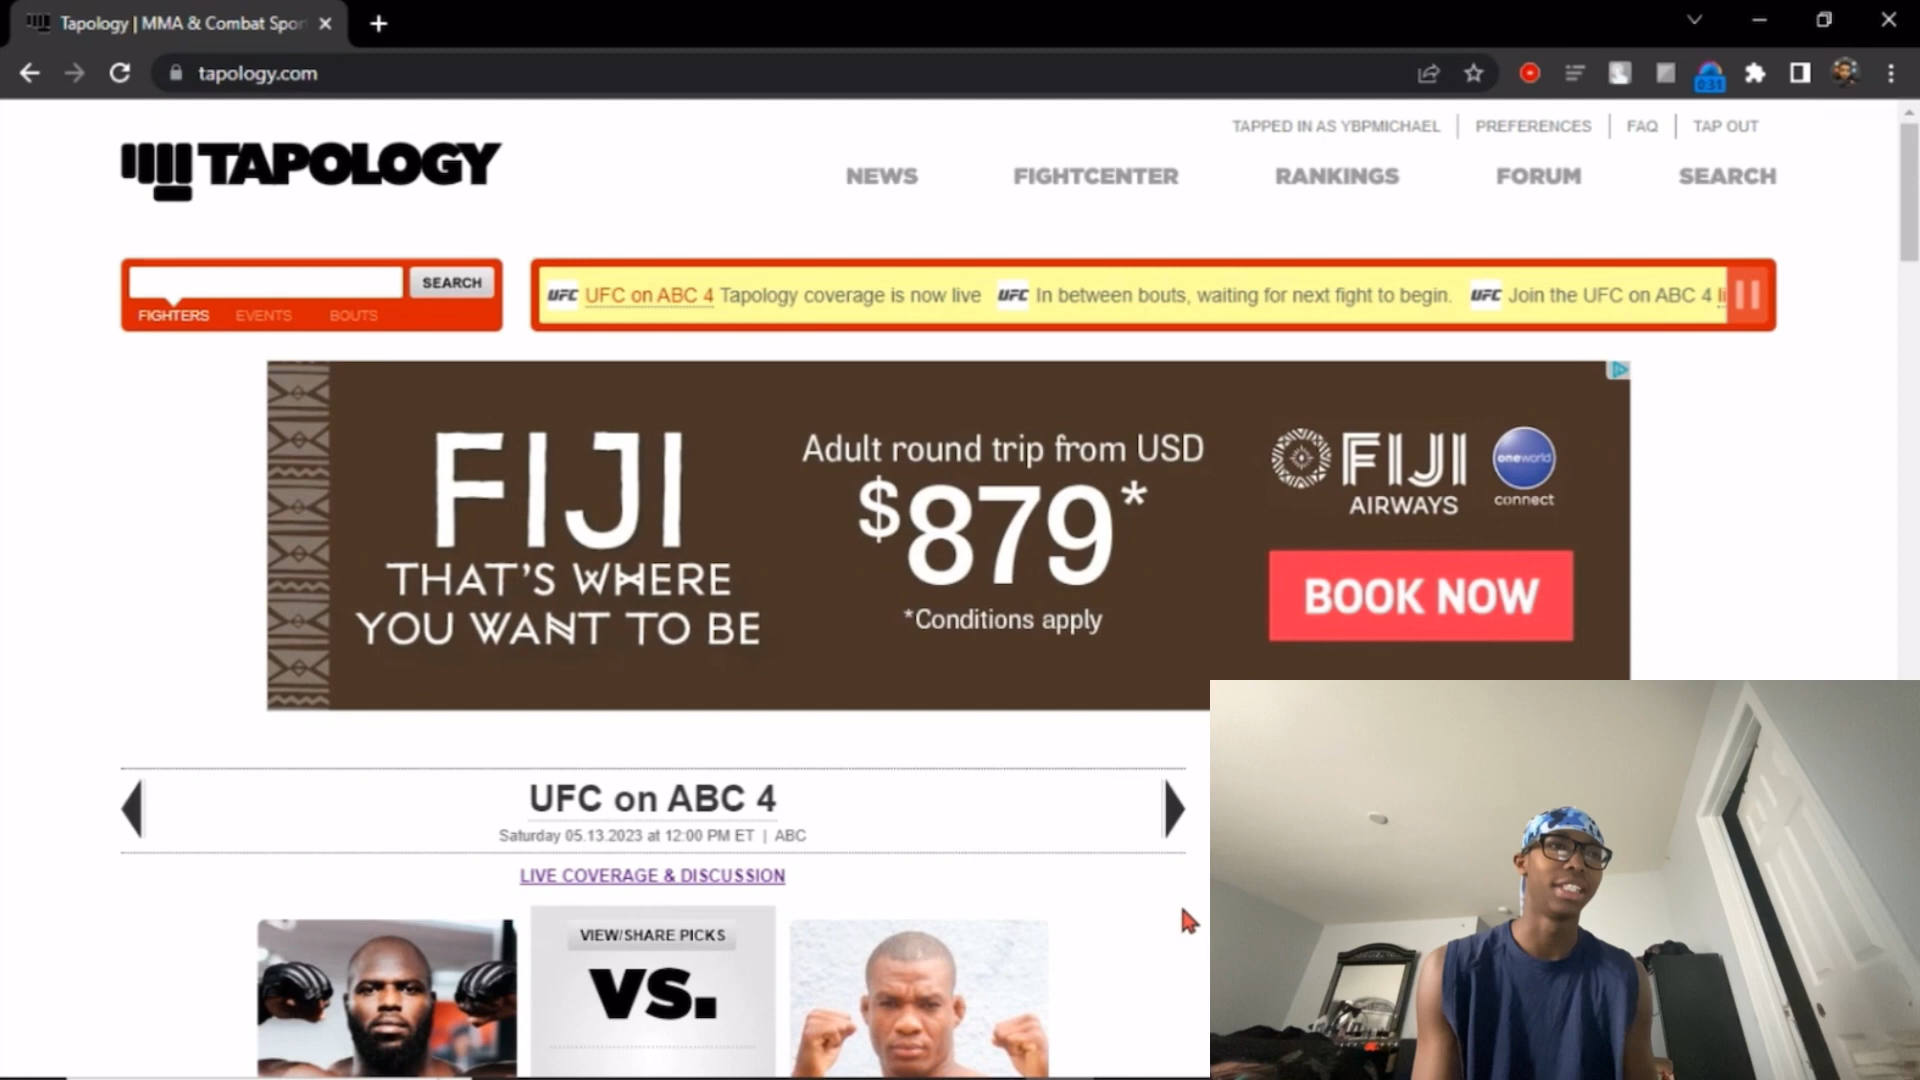 Tapology | MMA & Combat Spor
tapology.com
0:31
TAPPED IN AS YBPMICHAEL
PREFERENCES
FAQ
TAP OUT
TAPOLOGY
NEWS
FIGHTCENTER
RANKINGS
FORUM
SEARCH
SEARCH
FIGHTERS
EVENTS
BOUTS
UFC UFC on ABC 4 Tapology coverage is now live UFC In between bouts, waiting for next fight to begin. UFC Join the UFC on ABC 4 li
FIJI
THAT'S WHERE
YOU WANT TO BE
Adult round trip from USD
$879*
*Conditions apply
FIJI
AIRWAYS
oneworld
connect
BOOK NOW
UFC on ABC 4
Saturday 05.13.2023 at 12:00 PM ET | ABC
LIVE COVERAGE & DISCUSSION
VIEW/SHARE PICKS
VS.